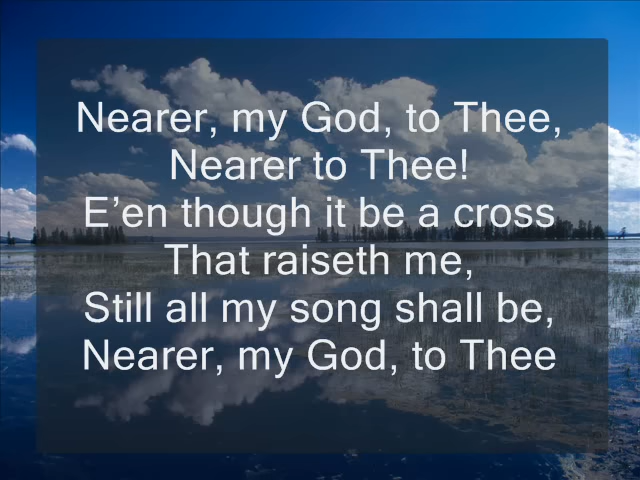 Nearer, my God, to Thee,
Nearer to Thee!
E’en though it be a cross
That raiseth me,
Still all my song shall be,
Nearer, my God, to Thee